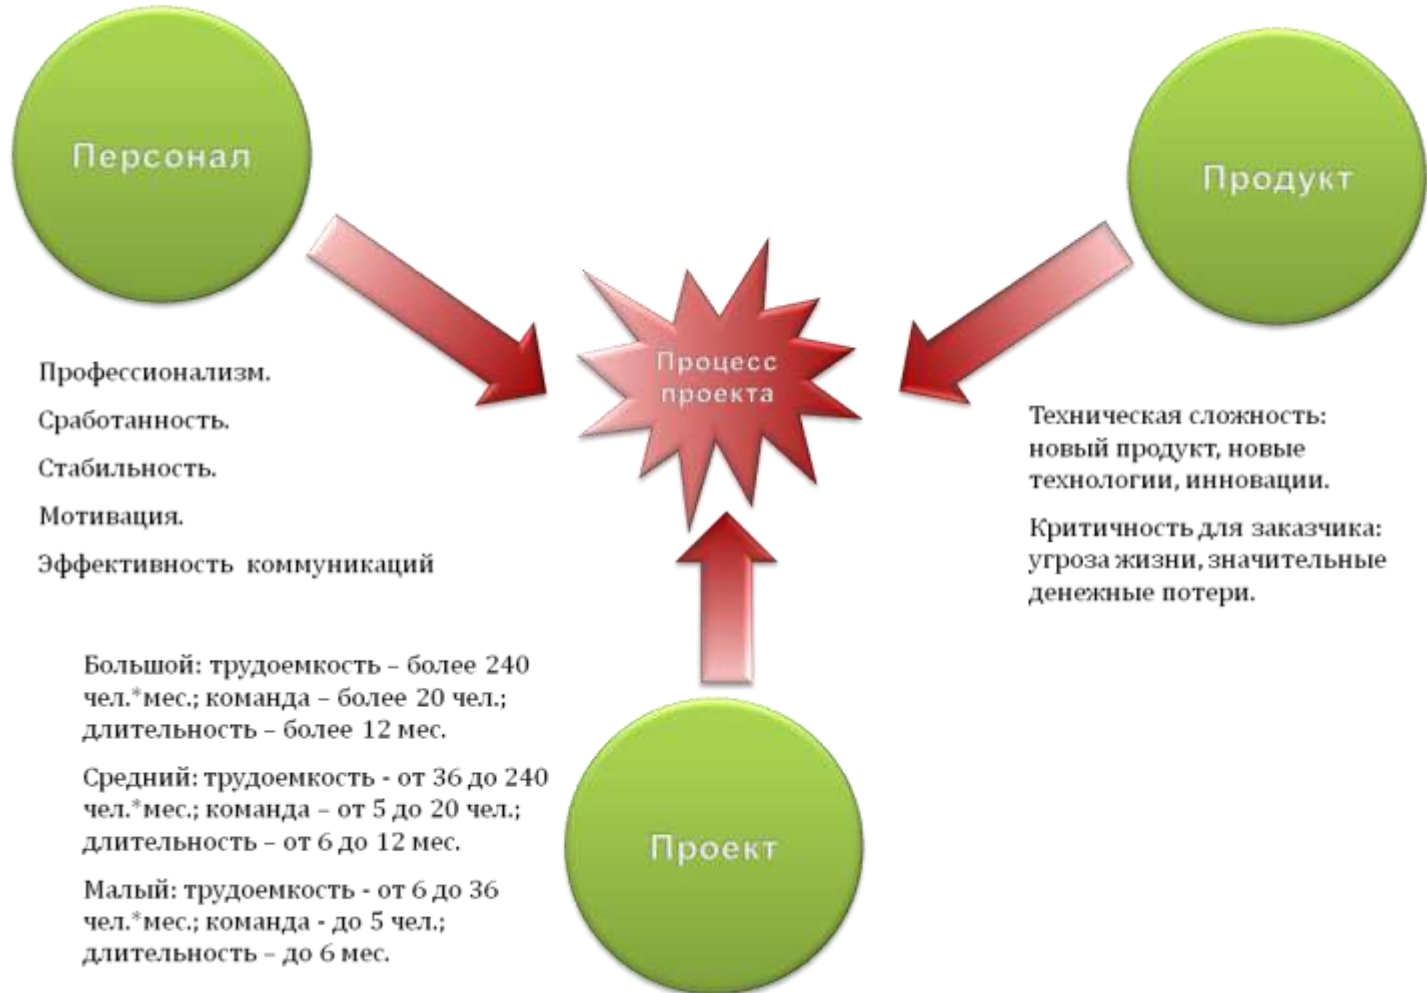 Персонал
Продукт
Процесс
проекта
Профессионализм.
Сработанность.
Стабильность.
Мотивация.
Эффективность коммуникаций
Техническая сложность:
новый продукт, новые
технологии, инновации.
Критичность для заказчика:
угроза жизни, значительные
денежные потери.
Большой: трудоемкость – более 240
чел.*мес.; команда – более 20 чел.;
длительность – более 12 мес.
Средний: трудоемкость - от 36 до 240
чел.*мес.; команда – от 5 до 20 чел.;
длительность – от 6 до 12 мес.
Малый: трудоемкость - от 6 до 36
чел.*мес.; команда - до 5 чел.;
длительность – до 6 мес.
Проект